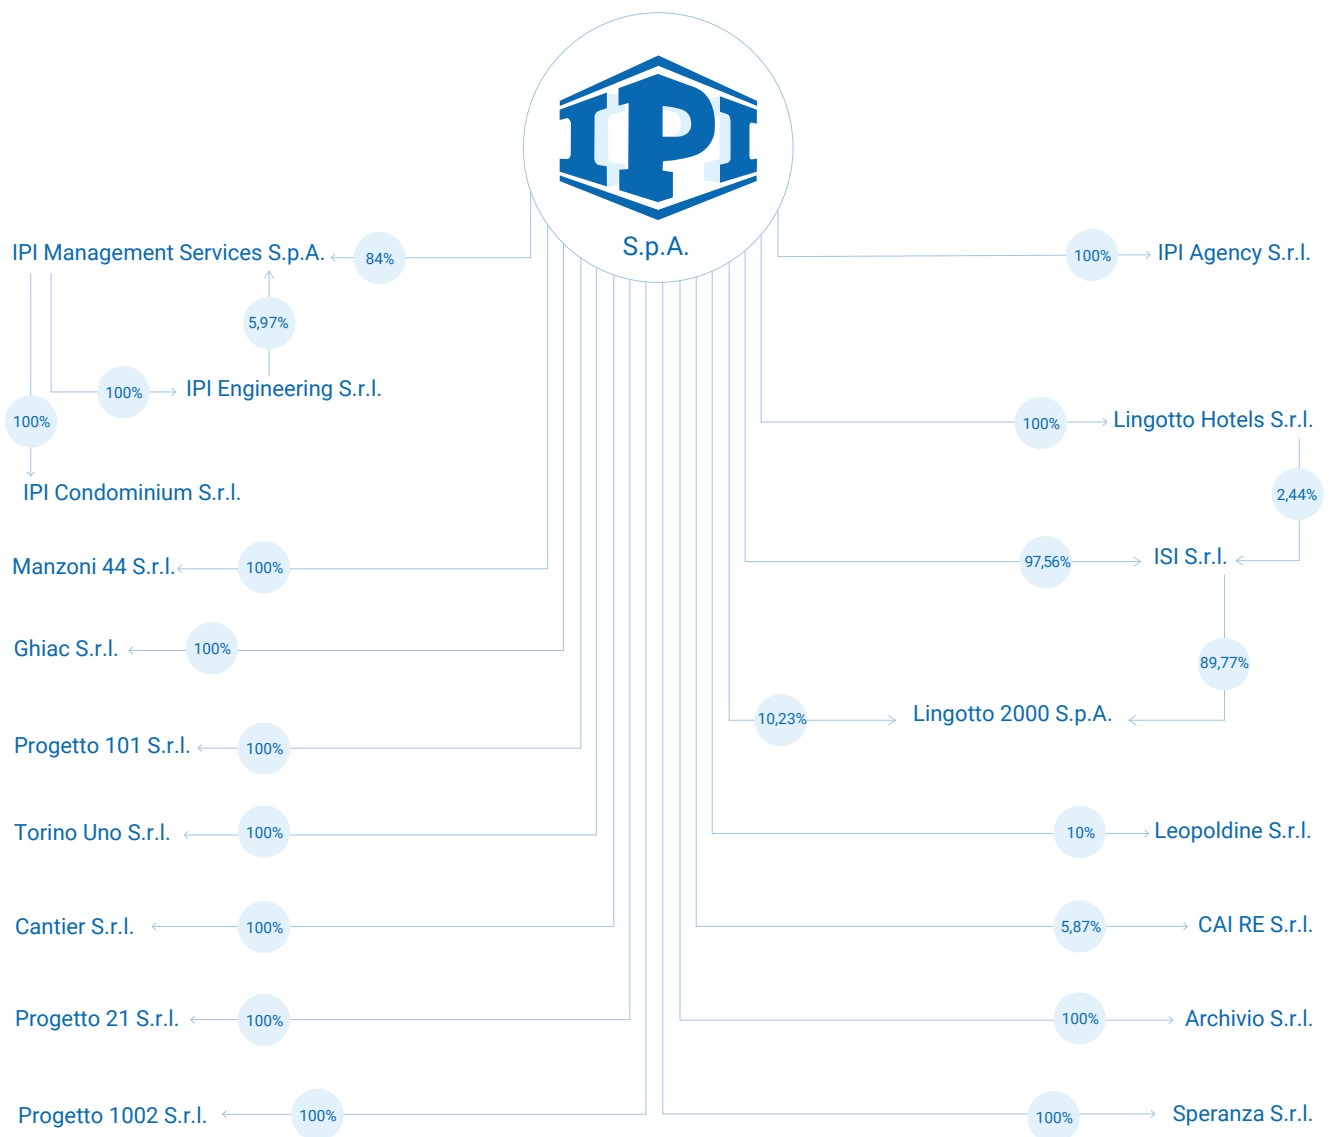 IPI
S.p.A.
IPI Management Services S.p.A.
84%
100%
IPI Agency S.r.l.
5,97%
100%
IPI Engineering S.r.l.
100%
IPI Condominium S.r.l.
100%
Lingotto Hotels S.r.l.
2,44%
Manzoni 44 S.r.l.
100%
97,56%
ISI S.r.l.
Ghiac S.r.l.
100%
89,77%
10,23%
Lingotto 2000 S.p.A.
Progetto 101 S.r.l.
100%
Torino Uno S.r.l.
100%
10%
Leopoldine S.r.l.
Cantier S.r.l.
100%
5,87%
CAI RE S.r.l.
Progetto 21 S.r.l.
100%
100%
Archivio S.r.l.
Progetto 1002 S.r.l.
100%
100%
Speranza S.r.l.